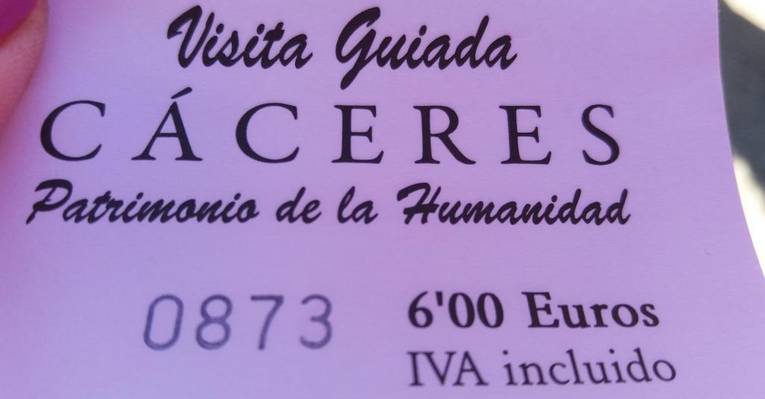 Visita Guiada
CÁCERES
Patrimonio de la Humanidad
0873 6'00 Euros
IVA incluido